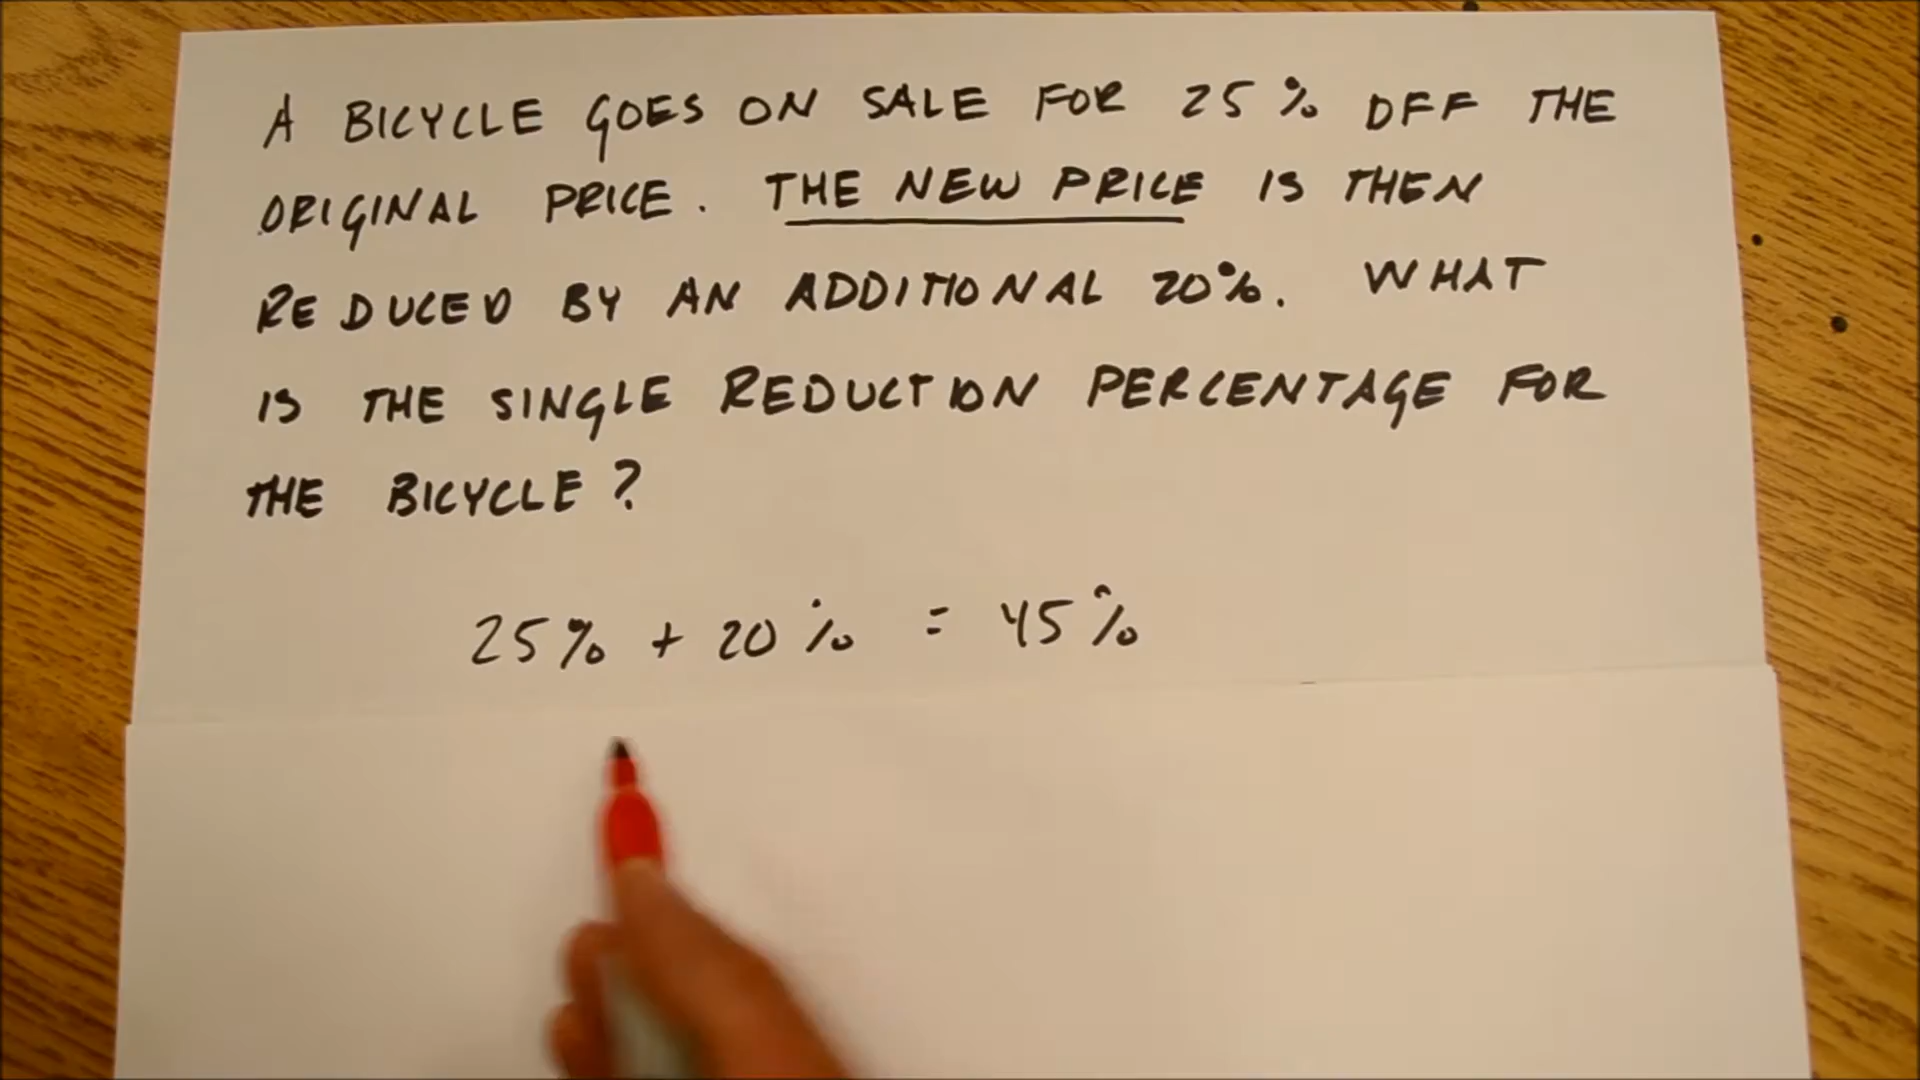 A BICYCLE GOES ON SALE FOR 25% OFF THE
ORIGINAL PRICE. THE NEW PRICE IS THEN
REDUCED BY AN ADDITIONAL 20%. WHAT
IS THE SINGLE REDUCTION PERCENTAGE FOR
THE BICYCLE?
25% + 20% = 45%